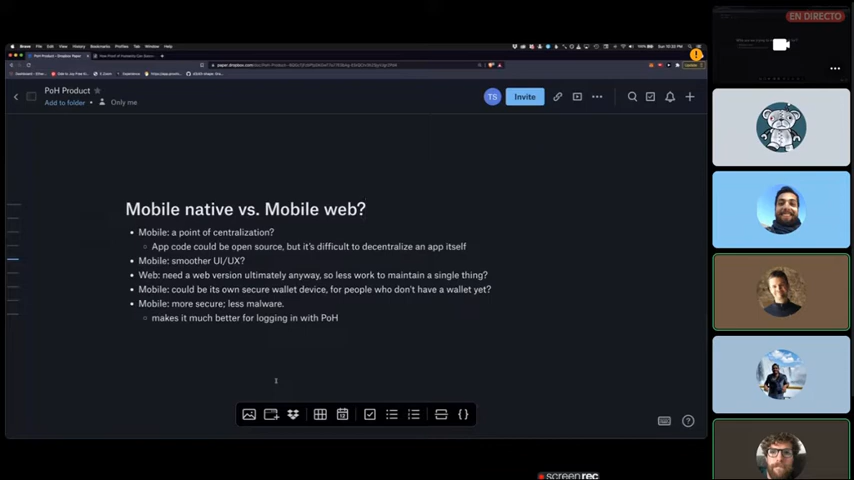 EN DIRECTO
PoH Product
Add to folder
Only me
TS
Invite
Mobile native vs. Mobile web?
Mobile: a point of centralization?
App code could be open source, but it's difficult to decentralize an app itself
Mobile: smoother UI/UX?
Web: need a web version ultimately anyway, so less work to maintain a single thing?
Mobile: could be its own secure wallet device, for people who don't have a wallet yet?
Mobile: more secure; less malware.
makes it much better for logging in with PoH
screenrec